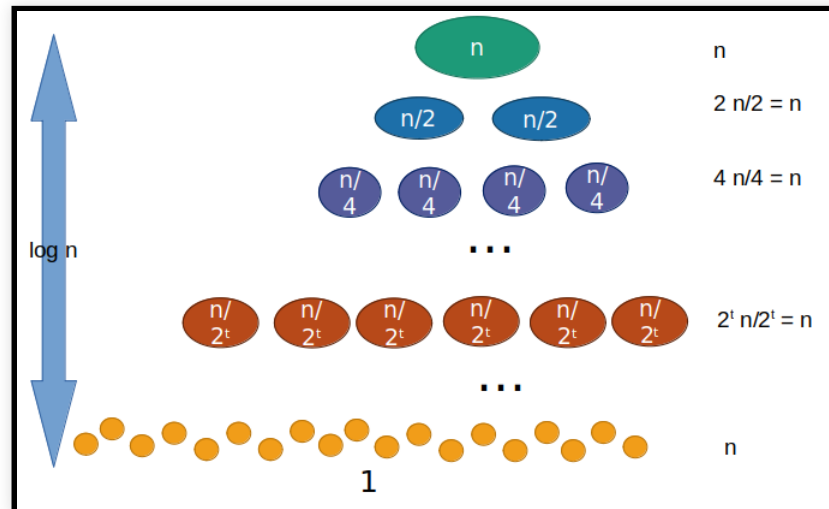 n
n
n/2
n/2
2 n/2 = n
n/
4
n/
4
n/
4
n/
4
4 n/4 = n
...
log n
n/
2ᵗ
n/
2ᵗ
n/
2ᵗ
n/
2ᵗ
n/
2ᵗ
n/
2ᵗ
2ᵗ n/2ᵗ = n
...
n
1